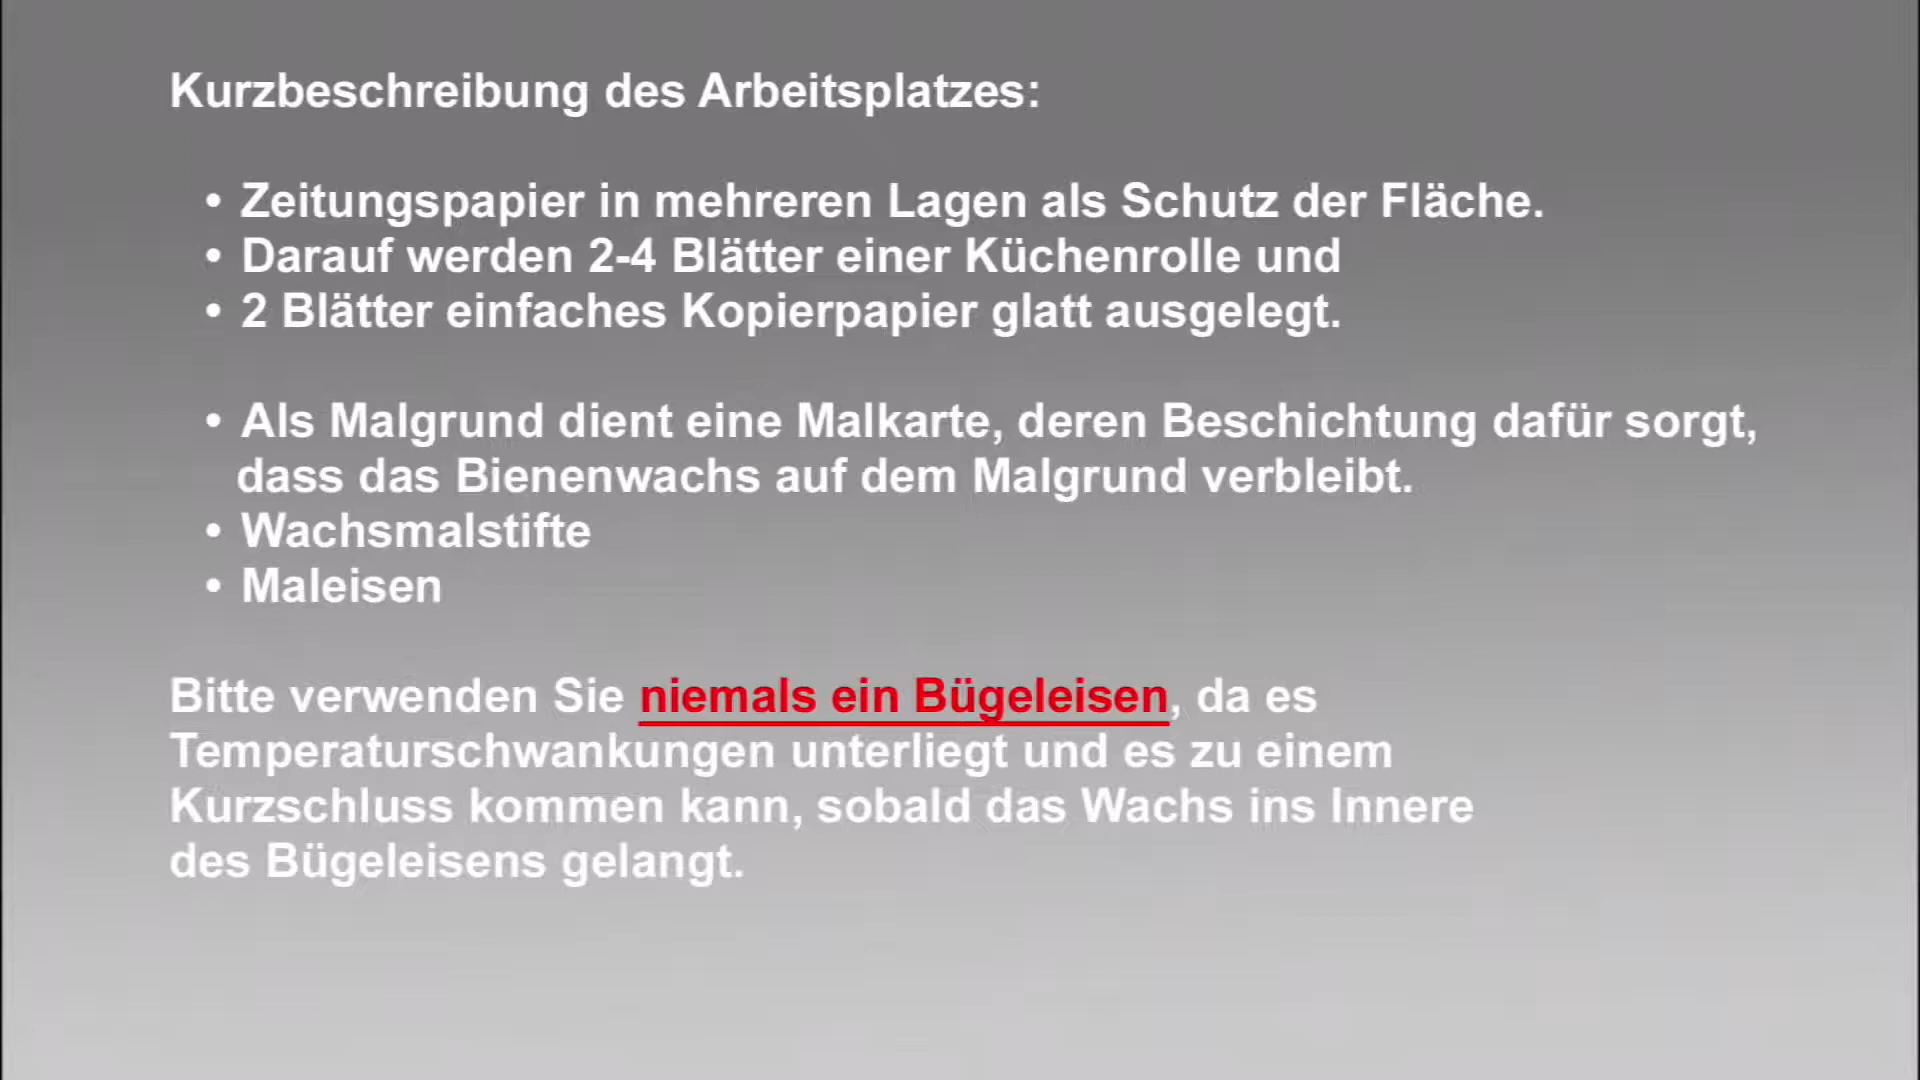 Kurzbeschreibung des Arbeitsplatzes:
• Zeitungspapier in mehreren Lagen als Schutz der Fläche.
• Darauf werden 2-4 Blätter einer Küchenrolle und
• 2 Blätter einfaches Kopierpapier glatt ausgelegt.
• Als Malgrund dient eine Malkarte, deren Beschichtung dafür sorgt,
dass das Bienenwachs auf dem Malgrund verbleibt.
• Wachsmalstifte
• Maleisen
Bitte verwenden Sie niemals ein Bügeleisen, da es
Temperaturschwankungen unterliegt und es zu einem
Kurzschluss kommen kann, sobald das Wachs ins Innere
des Bügeleisens gelangt.